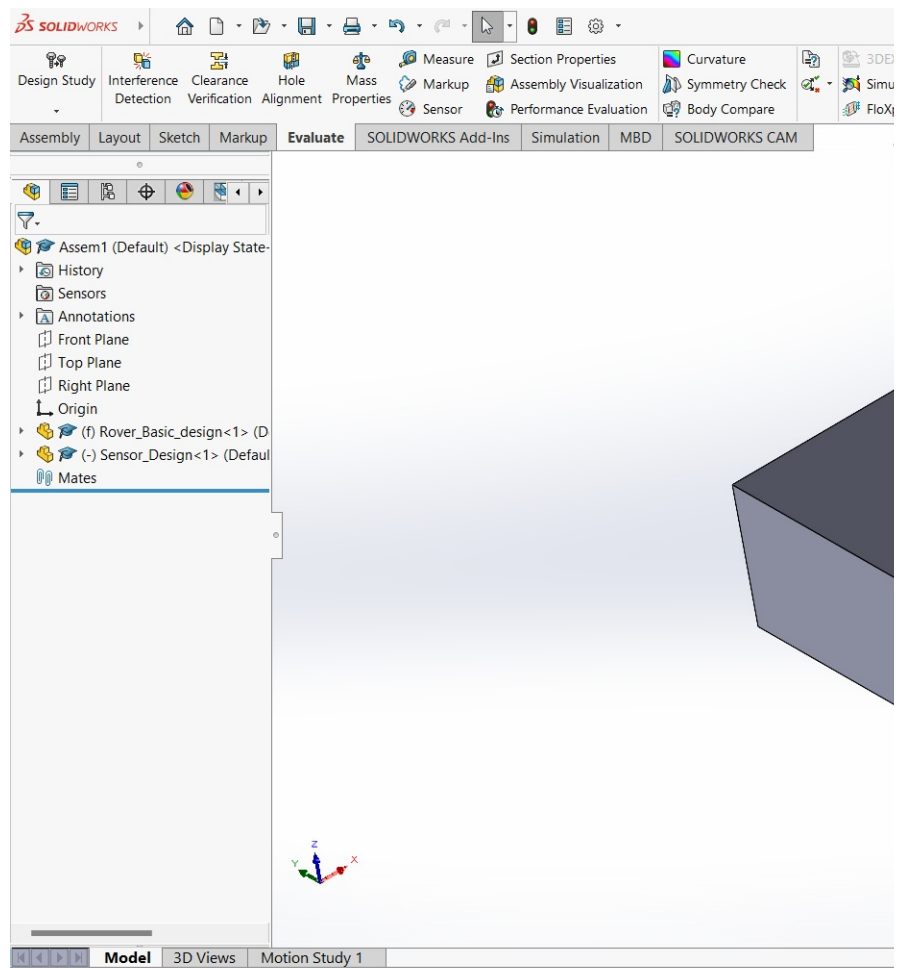 SOLIDWORKS
Design Study
Interference Detection
Clearance Verification
Hole Alignment
Mass Properties
Measure
Markup
Sensor
Section Properties
Assembly Visualization
Performance Evaluation
Curvature
Symmetry Check
Body Compare
3DEX
Simu
FloXp
Assembly Layout Sketch Markup Evaluate SOLIDWORKS Add-Ins Simulation MBD SOLIDWORKS CAM
Assem1 (Default) <Display State-
History
Sensors
A Annotations
Front Plane
Top Plane
Right Plane
Origin
(f) Rover_Basic_design<1> (D
(-) Sensor_Design<1> (Defaul
Mates
Z
Y X
Model 3D Views Motion Study 1